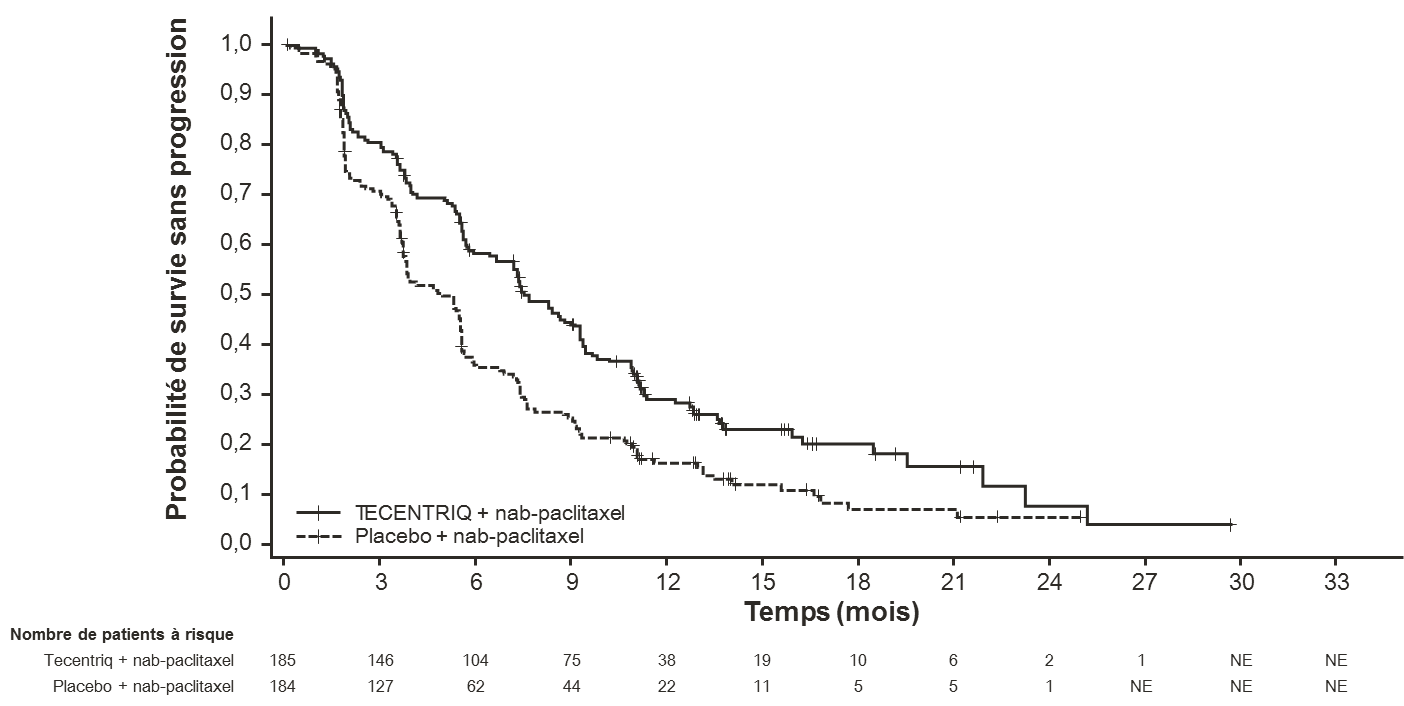 Probabilité de survie sans progression
1,0
0,9
0,8
0,7
0,6
0,5
0,4
0,3
0,2
0,1
0,0
TECENTRIQ + nab-paclitaxel
Placebo + nab-paclitaxel
0 3 6 9 12 15 18 21 24 27 30 33
Temps (mois)
Nombre de patients à risque
Tecentriq + nab-paclitaxel 185 146 104 75 38 19 10 6 2 1 NE NE
Placebo + nab-paclitaxel 184 127 62 44 22 11 5 5 1 NE NE NE